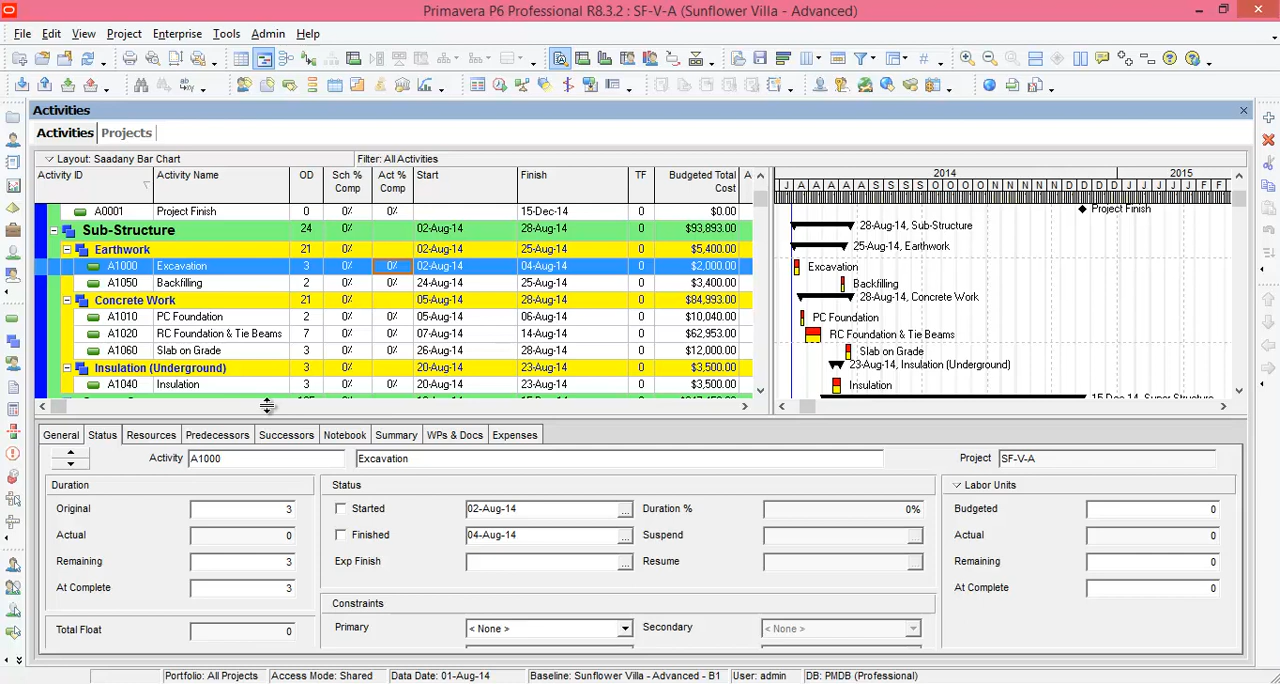 Primavera P6 Professional R8.3.2 : SF-V-A (Sunflower Villa - Advanced)
File Edit View Project Enterprise Tools Admin Help
Activities
Activities Projects
Layout: Saadany Bar Chart Filter: All Activities
Activity ID Activity Name OD Sch % Comp Act % Comp Start Finish TF Budgeted Total Cost A 2014 2015
J A A A A A S S S S O O O O N N N N D D D D J J J J F F F
A0001 Project Finish 0 0% 0% 15-Dec-14 0 $0.00 Project Finish
Sub-Structure 24 0% 02-Aug-14 28-Aug-14 0 $93,893.00 28-Aug-14, Sub-Structure
Earthwork 21 0% 02-Aug-14 25-Aug-14 0 $5,400.00 25-Aug-14, Earthwork
A1000 Excavation 3 0% 0% 02-Aug-14 04-Aug-14 0 $2,000.00 Excavation
A1050 Backfilling 2 0% 0% 24-Aug-14 25-Aug-14 0 $3,400.00 Backfilling
Concrete Work 21 0% 05-Aug-14 28-Aug-14 0 $84,993.00 28-Aug-14, Concrete Work
A1010 PC Foundation 2 0% 0% 05-Aug-14 06-Aug-14 0 $10,040.00 PC Foundation
A1020 RC Foundation & Tie Beams 7 0% 0% 07-Aug-14 14-Aug-14 0 $62,953.00 RC Foundation & Tie Beams
A1060 Slab on Grade 3 0% 0% 26-Aug-14 28-Aug-14 0 $12,000.00 Slab on Grade
Insulation (Underground) 3 0% 20-Aug-14 23-Aug-14 0 $3,500.00 23-Aug-14, Insulation (Underground)
A1040 Insulation 3 0% 0% 20-Aug-14 23-Aug-14 0 $3,500.00 Insulation
15-Dec-14, Super Structure
General Status Resources Predecessors Successors Notebook Summary WPs & Docs Expenses
Activity A1000 Excavation Project SF-V-A
Duration Status Labor Units
Original 3 Started 02-Aug-14 ... Duration % 0% Budgeted 0
Actual 0 Finished 04-Aug-14 ... Suspend ... Actual 0
Remaining 3 Exp Finish ... Resume ... Remaining 0
At Complete 3 At Complete 0
Constraints
Total Float 0 Primary < None > Secondary < None >
Portfolio: All Projects Access Mode: Shared Data Date: 01-Aug-14 Baseline: Sunflower Villa - Advanced - B1 User: admin DB: PMDB (Professional)